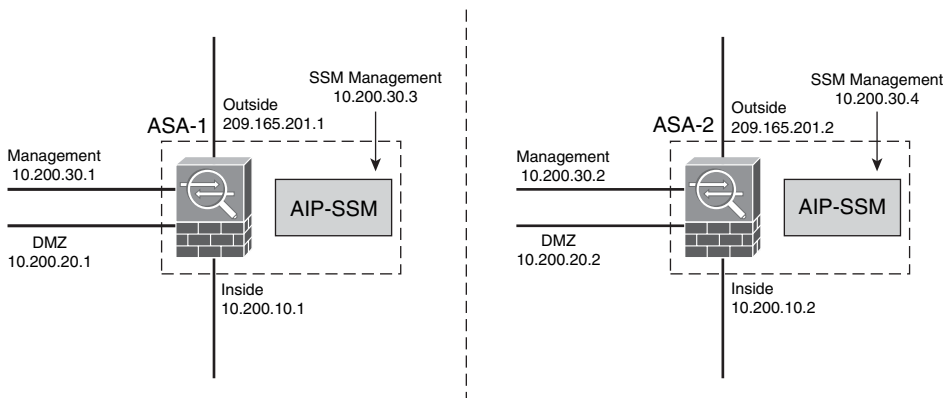 SSM Management
10.200.30.3
Outside
209.165.201.1
ASA-1
Management
10.200.30.1
AIP-SSM
DMZ
10.200.20.1
Inside
10.200.10.1
SSM Management
10.200.30.4
Outside
209.165.201.2
ASA-2
Management
10.200.30.2
AIP-SSM
DMZ
10.200.20.2
Inside
10.200.10.2